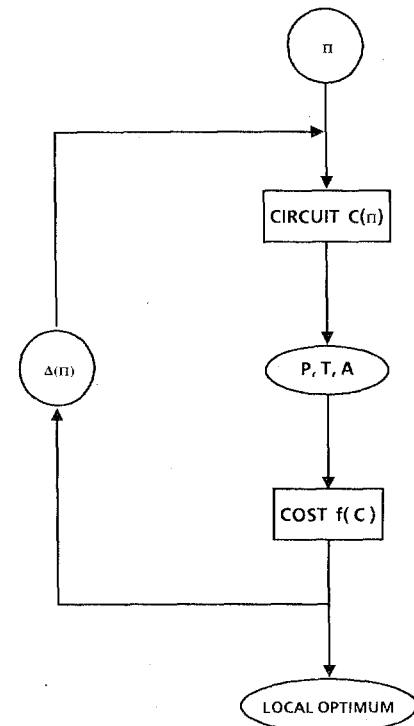 π
CIRCUIT C(π)
Δ(π)
P, T, A
COST f( C )
LOCAL OPTIMUM